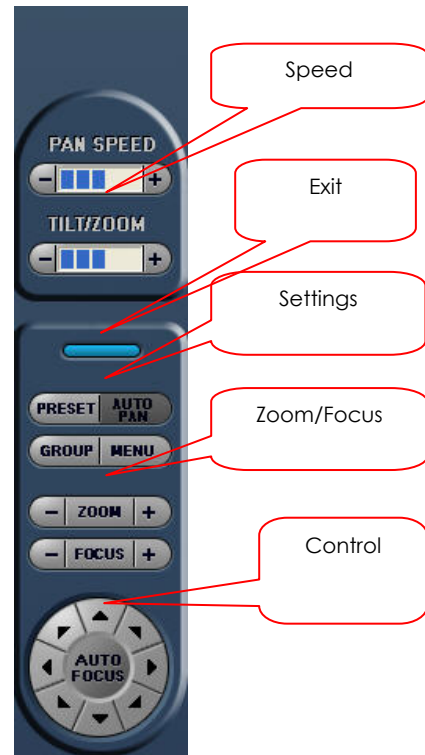 Speed
PAN SPEED
- +
Exit
TILT/ZOOM
- +
Settings
PRESET AUTO PAN
GROUP MENU
Zoom/Focus
- ZOOM +
- FOCUS +
Control
AUTO
FOCUS